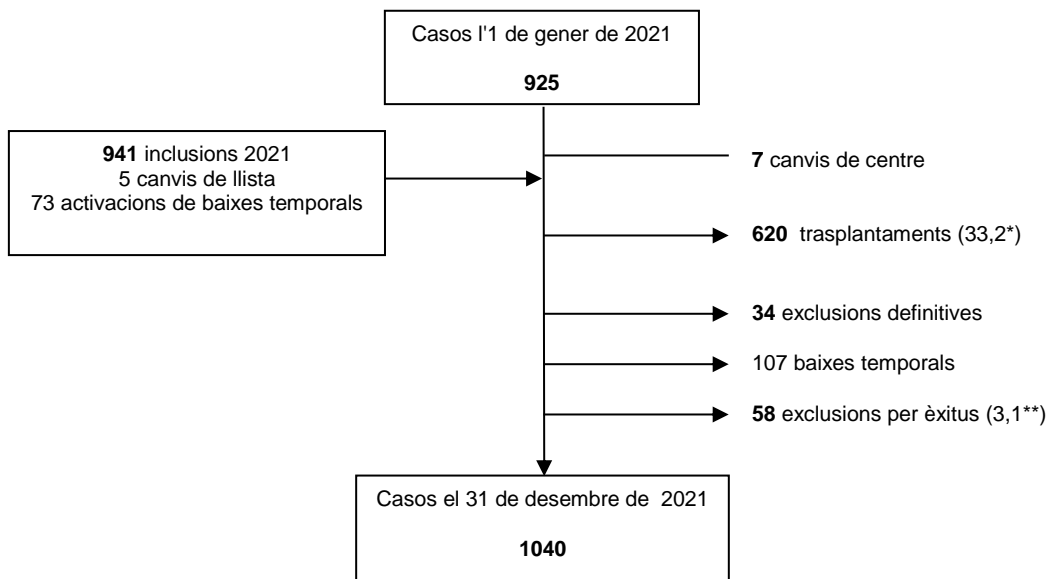 Casos l'1 de gener de 2021
925
941 inclusions 2021
5 canvis de llista
73 activacions de baixes temporals
7 canvis de centre
620 trasplantaments (33,2*)
34 exclusions definitives
107 baixes temporals
58 exclusions per èxitus (3,1**)
Casos el 31 de desembre de 2021
1040